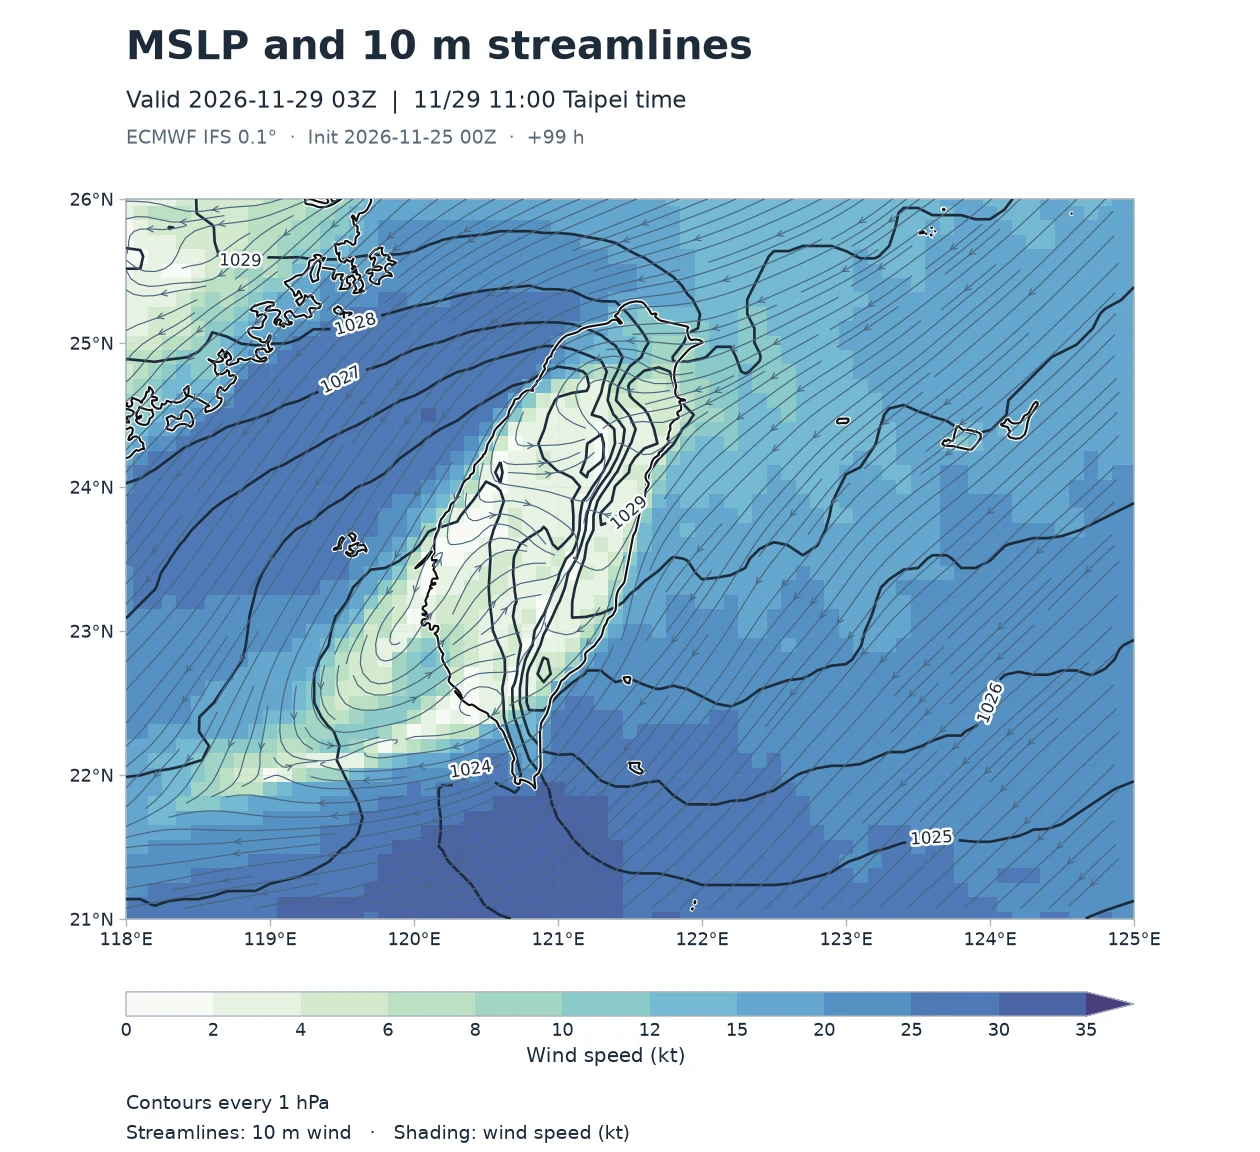 MSLP and 10 m streamlines
Valid 2026-11-29 03Z | 11/29 11:00 Taipei time
ECMWF IFS 0.1° · Init 2026-11-25 00Z · +99 h
26°N
25°N
24°N
23°N
22°N
21°N
1029
1028
1027
1029
1026
1024
1025
118°E 119°E 120°E 121°E 122°E 123°E 124°E 125°E
0 2 4 6 8 10 12 15 20 25 30 35
Wind speed (kt)
Contours every 1 hPa
Streamlines: 10 m wind · Shading: wind speed (kt)